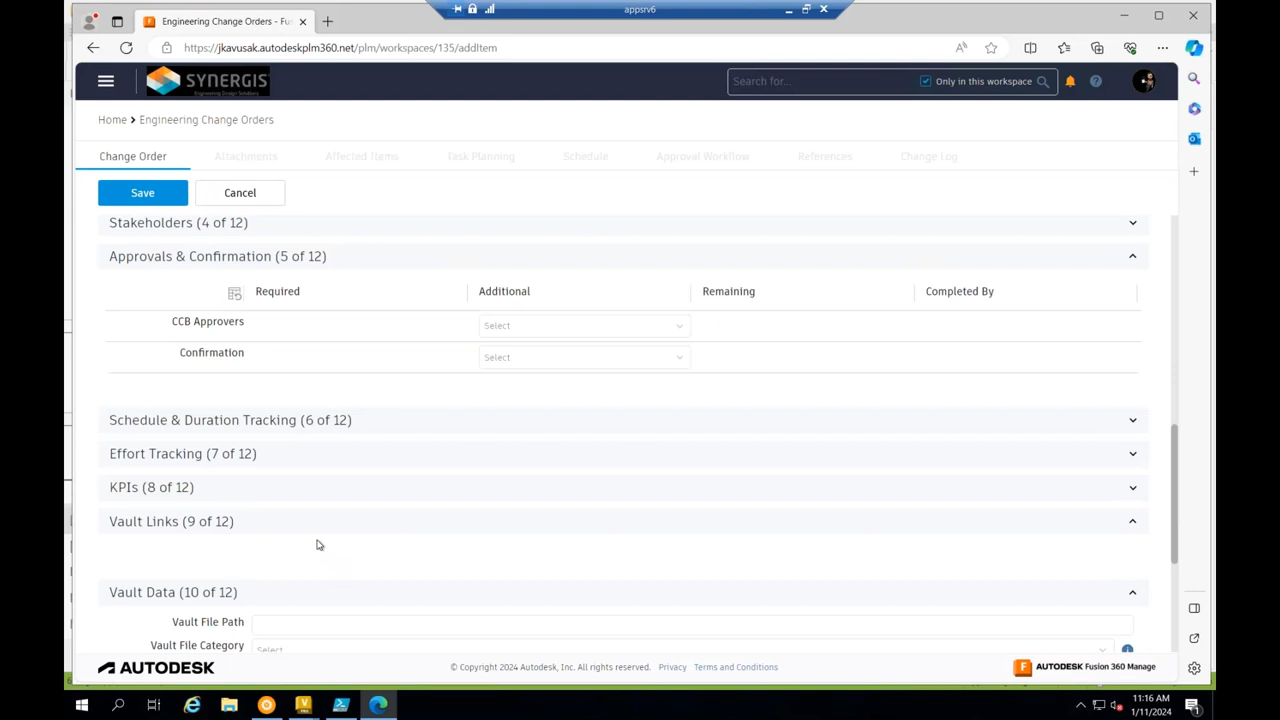 appsrv6
Engineering Change Orders - Fus
https://jkavusak.autodeskplm360.net/plm/workspaces/135/addItem
SYNERGIS
Engineering Design Solutions
Search for...
Only in this workspace
Home > Engineering Change Orders
Change Order Attachments Affected Items Task Planning Schedule Approval Workflow References Change Log
Save Cancel
Stakeholders (4 of 12)
Approvals & Confirmation (5 of 12)
Required Additional Remaining Completed By
CCB Approvers Select
Confirmation Select
Schedule & Duration Tracking (6 of 12)
Effort Tracking (7 of 12)
KPIs (8 of 12)
Vault Links (9 of 12)
Vault Data (10 of 12)
Vault File Path
Vault File Category Select
AUTODESK
© Copyright 2024 Autodesk, Inc. All rights reserved. Privacy Terms and Conditions
AUTODESK Fusion 360 Manage
11:16 AM
1/11/2024